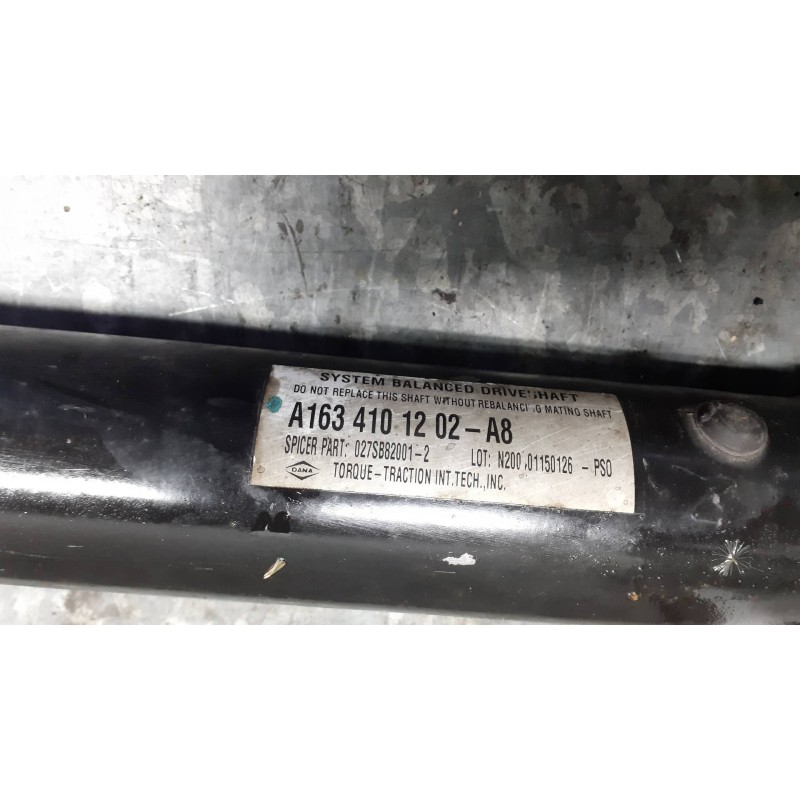 SYSTEM BALANCED DRIVESHAFT
DO NOT REPLACE THIS SHAFT WITHOUT REBALANCING MATING SHAFT
A163 410 12 02-A8
SPICER PART: 027SB82001-2 LOT: N200 01150126 - PSO
DANA TORQUE-TRACTION INT.TECH.,INC.